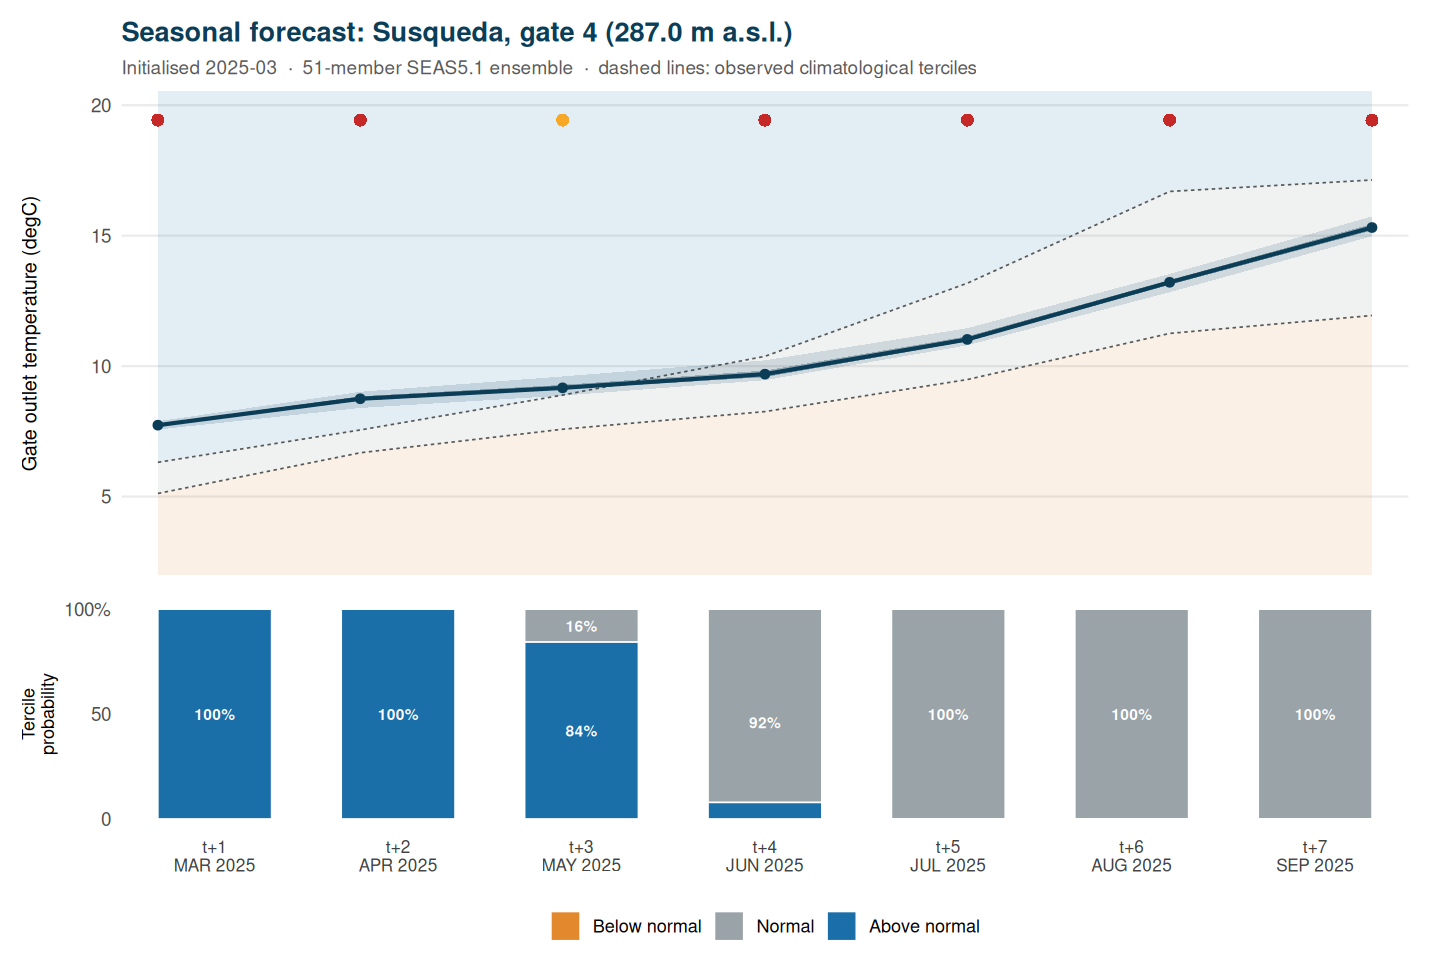 Seasonal forecast: Susqueda, gate 4 (287.0 m a.s.l.)
Initialised 2025-03 · 51-member SEAS5.1 ensemble · dashed lines: observed climatological terciles
Gate outlet temperature (degC)
20
15
10
5
Tercile
probability
100%
50
0
100%
100%
16%
84%
92%
100%
100%
100%
t+1
MAR 2025
t+2
APR 2025
t+3
MAY 2025
t+4
JUN 2025
t+5
JUL 2025
t+6
AUG 2025
t+7
SEP 2025
Below normal
Normal
Above normal